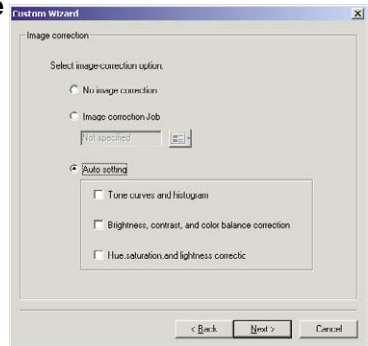 e
Custom Wizard
Image correction
Select image-correction option.
No image correction
Image correction Job
Not specified
Auto setting
Tone curves and histogram
Brightness, contrast, and color balance correction
Hue, saturation, and lightness correctic
< Back Next > Cancel